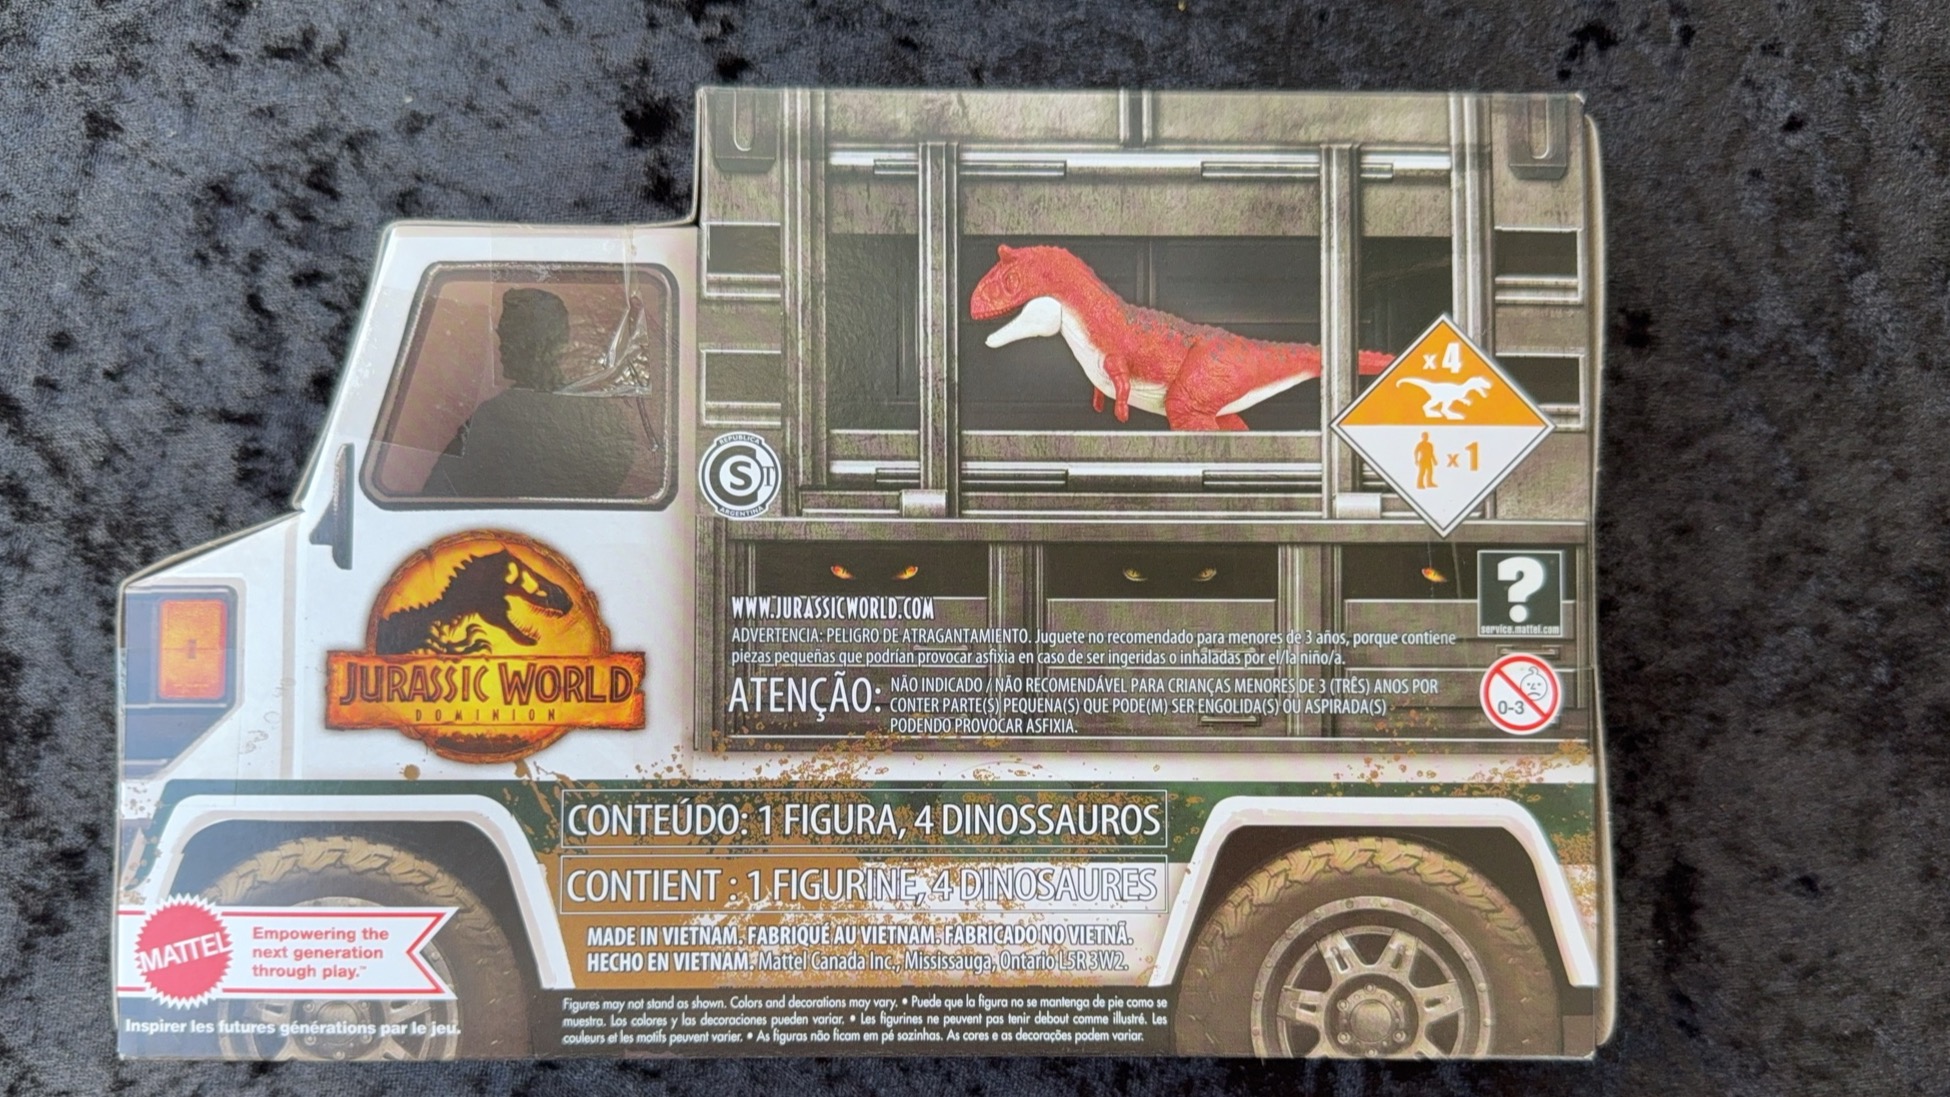 x4
x1
REPUBLICA
S
T
ARGENTINA
JURASSIC WORLD
DOMINION
WWW.JURASSICWORLD.COM
ADVERTENCIA: PELIGRO DE ATRAGANTAMIENTO. Juguete no recomendado para menores de 3 años, porque contiene
piezas pequeñas que podrían provocar asfixia en caso de ser ingeridas o inhaladas por el/la niño/a.
ATENÇÃO: NÃO INDICADO / NÃO RECOMENDÁVEL PARA CRIANÇAS MENORES DE 3 (TRÊS) ANOS POR
CONTER PARTE(S) PEQUENA(S) QUE PODE(M) SER ENGOLIDA(S) OU ASPIRADA(S)
PODENDO PROVOCAR ASFIXIA.
?
service.mattel.com
0-3
CONTEÚDO: 1 FIGURA, 4 DINOSSAUROS
CONTIENT : 1 FIGURINE, 4 DINOSAURES
MADE IN VIETNAM. FABRIQUÉ AU VIETNAM. FABRICADO NO VIETNÃ.
HECHO EN VIETNAM. Mattel Canada Inc., Mississauga, Ontario L5R 3W2.
MATTEL
Empowering the
next generation
through play.™
Inspirer les futures générations par le jeu.
Figures may not stand as shown. Colors and decorations may vary. • Puede que la figura no se mantenga de pie como se
muestra. Los colores y las decoraciones pueden variar. • Les figurines ne peuvent pas tenir debout comme illustré. Les
couleurs et les motifs peuvent varier. • As figuras não ficam em pé sozinhas. As cores e as decorações podem variar.